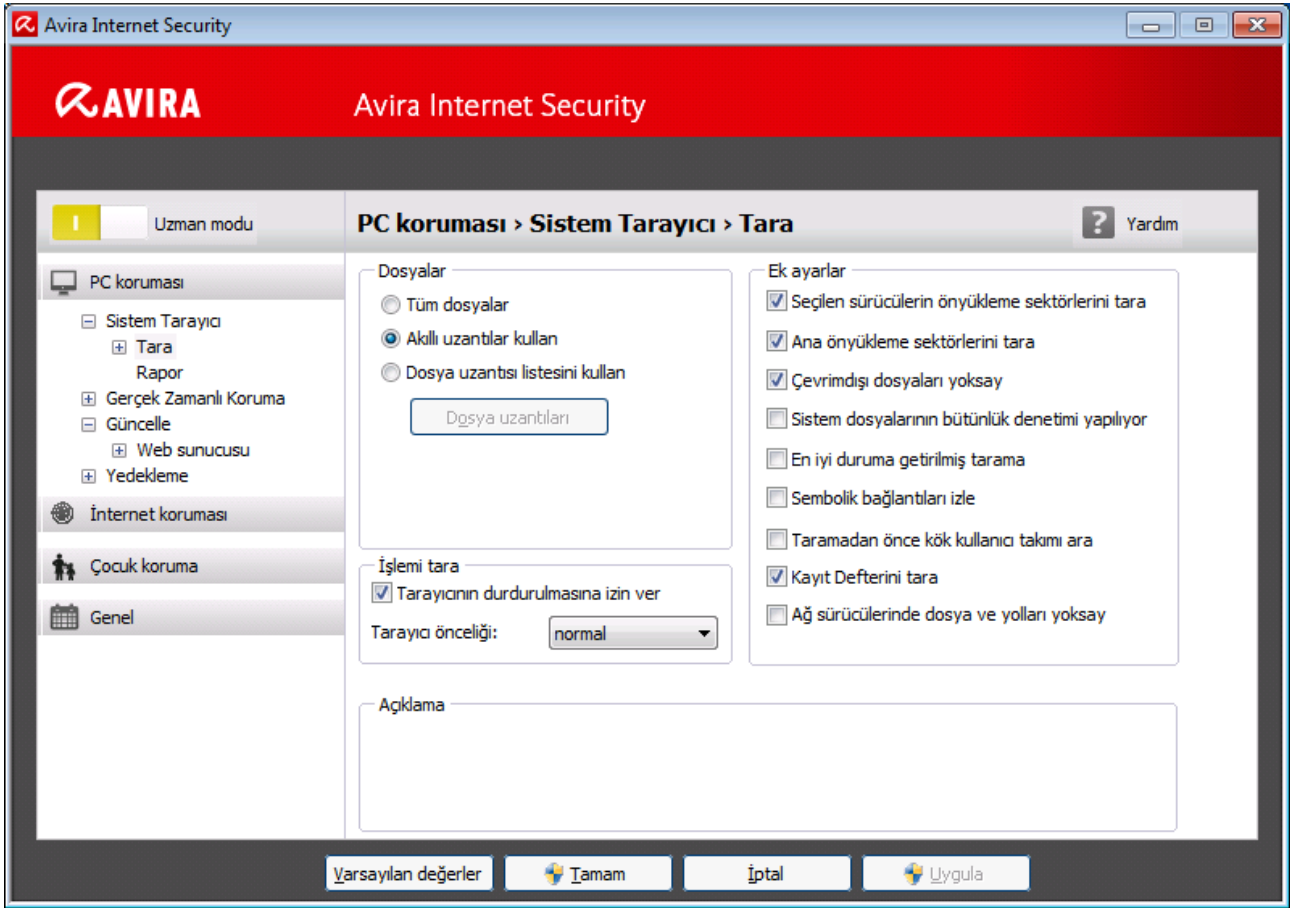 Avira Internet Security
AVIRA
Avira Internet Security
Uzman modu
PC koruması › Sistem Tarayıcı › Tara
? Yardım
PC koruması
Sistem Tarayıcı
Tara
Rapor
Gerçek Zamanlı Koruma
Güncelle
Web sunucusu
Yedekleme
İnternet koruması
Çocuk koruma
Genel
Dosyalar
Tüm dosyalar
Akıllı uzantılar kullan
Dosya uzantısı listesini kullan
Dosya uzantıları
İşlemi tara
Tarayıcının durdurulmasına izin ver
Tarayıcı önceliği: normal
Ek ayarlar
Seçilen sürücülerin önyükleme sektörlerini tara
Ana önyükleme sektörlerini tara
Çevrimdışı dosyaları yoksay
Sistem dosyalarının bütünlük denetimi yapılıyor
En iyi duruma getirilmiş tarama
Sembolik bağlantıları izle
Taramadan önce kök kullanıcı takımı ara
Kayıt Defterini tara
Ağ sürücülerinde dosya ve yolları yoksay
Açıklama
Varsayılan değerler Tamam İptal Uygula